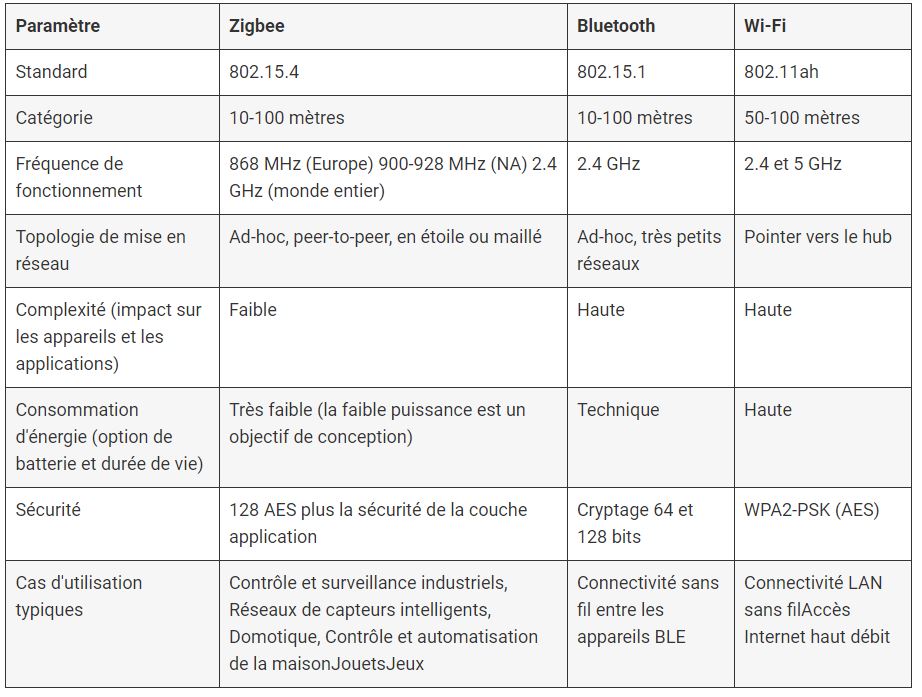 Paramètre
Zigbee
Bluetooth
Wi-Fi
Standard
802.15.4
802.15.1
802.11ah
Catégorie
10-100 mètres
10-100 mètres
50-100 mètres
Fréquence de
fonctionnement
868 MHz (Europe) 900-928 MHz (NA) 2.4
GHz (monde entier)
2.4 GHz
2.4 et 5 GHz
Topologie de mise en
réseau
Ad-hoc, peer-to-peer, en étoile ou maillé
Ad-hoc, très petits
réseaux
Pointer vers le hub
Complexité (impact sur
les appareils et les
applications)
Faible
Haute
Haute
Consommation
d'énergie (option de
batterie et durée de vie)
Très faible (la faible puissance est un
objectif de conception)
Technique
Haute
Sécurité
128 AES plus la sécurité de la couche
application
Cryptage 64 et
128 bits
WPA2-PSK (AES)
Cas d'utilisation
typiques
Contrôle et surveillance industriels,
Réseaux de capteurs intelligents,
Domotique, Contrôle et automatisation
de la maisonJouetsJeux
Connectivité sans
fil entre les
appareils BLE
Connectivité LAN
sans filAccès
Internet haut débit